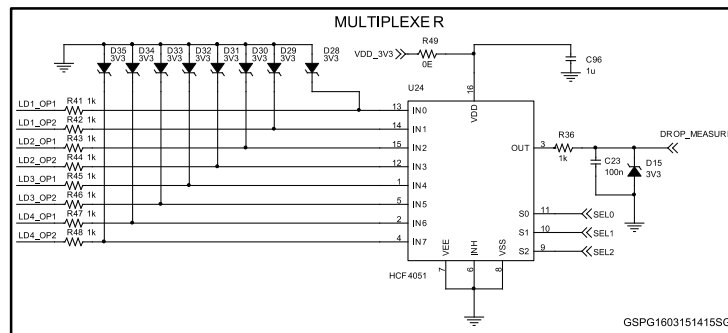 MULTIPLEXER
D35 D34 D33 D32 D31 D30 D29 D28
3V3 3V3 3V3 3V3 3V3 3V3 3V3 3V3
R49
VDD_3V3
0E
C96
1u
U24
16
VDD
LD1_OP1 R41 1k 13 IN0
LD1_OP2 R42 1k 14 IN1
LD2_OP1 R43 1k 15 IN2
LD2_OP2 R44 1k 12 IN3
LD3_OP1 R45 1k 1 IN4
LD3_OP2 R46 1k 5 IN5
LD4_OP1 R47 1k 2 IN6
LD4_OP2 R48 1k 4 IN7
OUT 3 R36
1k
DROP_MEASURE
C23
100n
D15
3V3
S0 11 SEL0
S1 10 SEL1
S2 9 SEL2
VEE INH VSS
7 6 8
HCF4051
GSPG1603151415SG